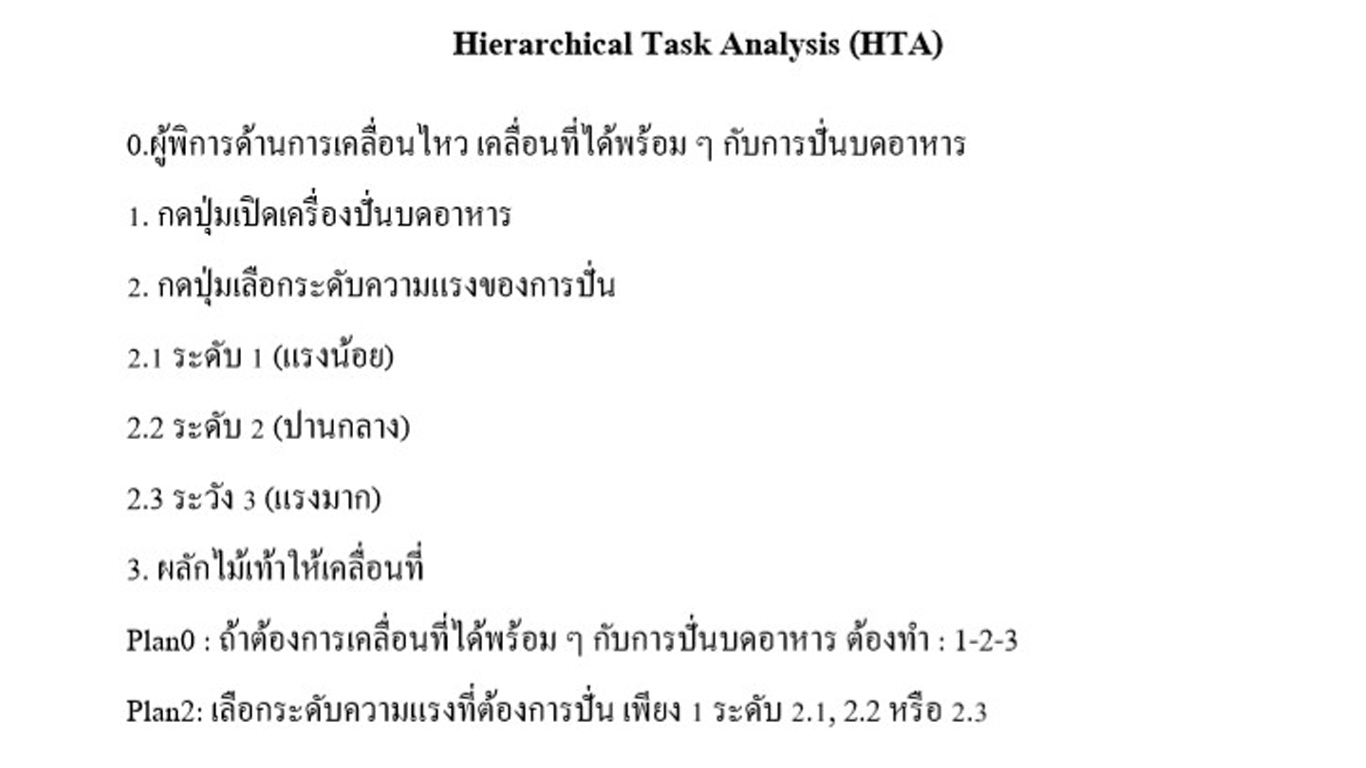 Hierarchical Task Analysis (HTA)
0.ผู้พิการด้านการเคลื่อนไหว เคลื่อนที่ได้พร้อม ๆ กับการปั่นบดอาหาร
1. กดปุ่มเปิดเครื่องปั่นบดอาหาร
2. กดปุ่มเลือกระดับความแรงของการปั่น
2.1 ระดับ 1 (แรงน้อย)
2.2 ระดับ 2 (ปานกลาง)
2.3 ระวัง 3 (แรงมาก)
3. ผลักไม้เท้าให้เคลื่อนที่
Plan0 : ถ้าต้องการเคลื่อนที่ได้พร้อม ๆ กับการปั่นบดอาหาร ต้องทำ : 1-2-3
Plan2: เลือกระดับความแรงที่ต้องการปั่น เพียง 1 ระดับ 2.1, 2.2 หรือ 2.3